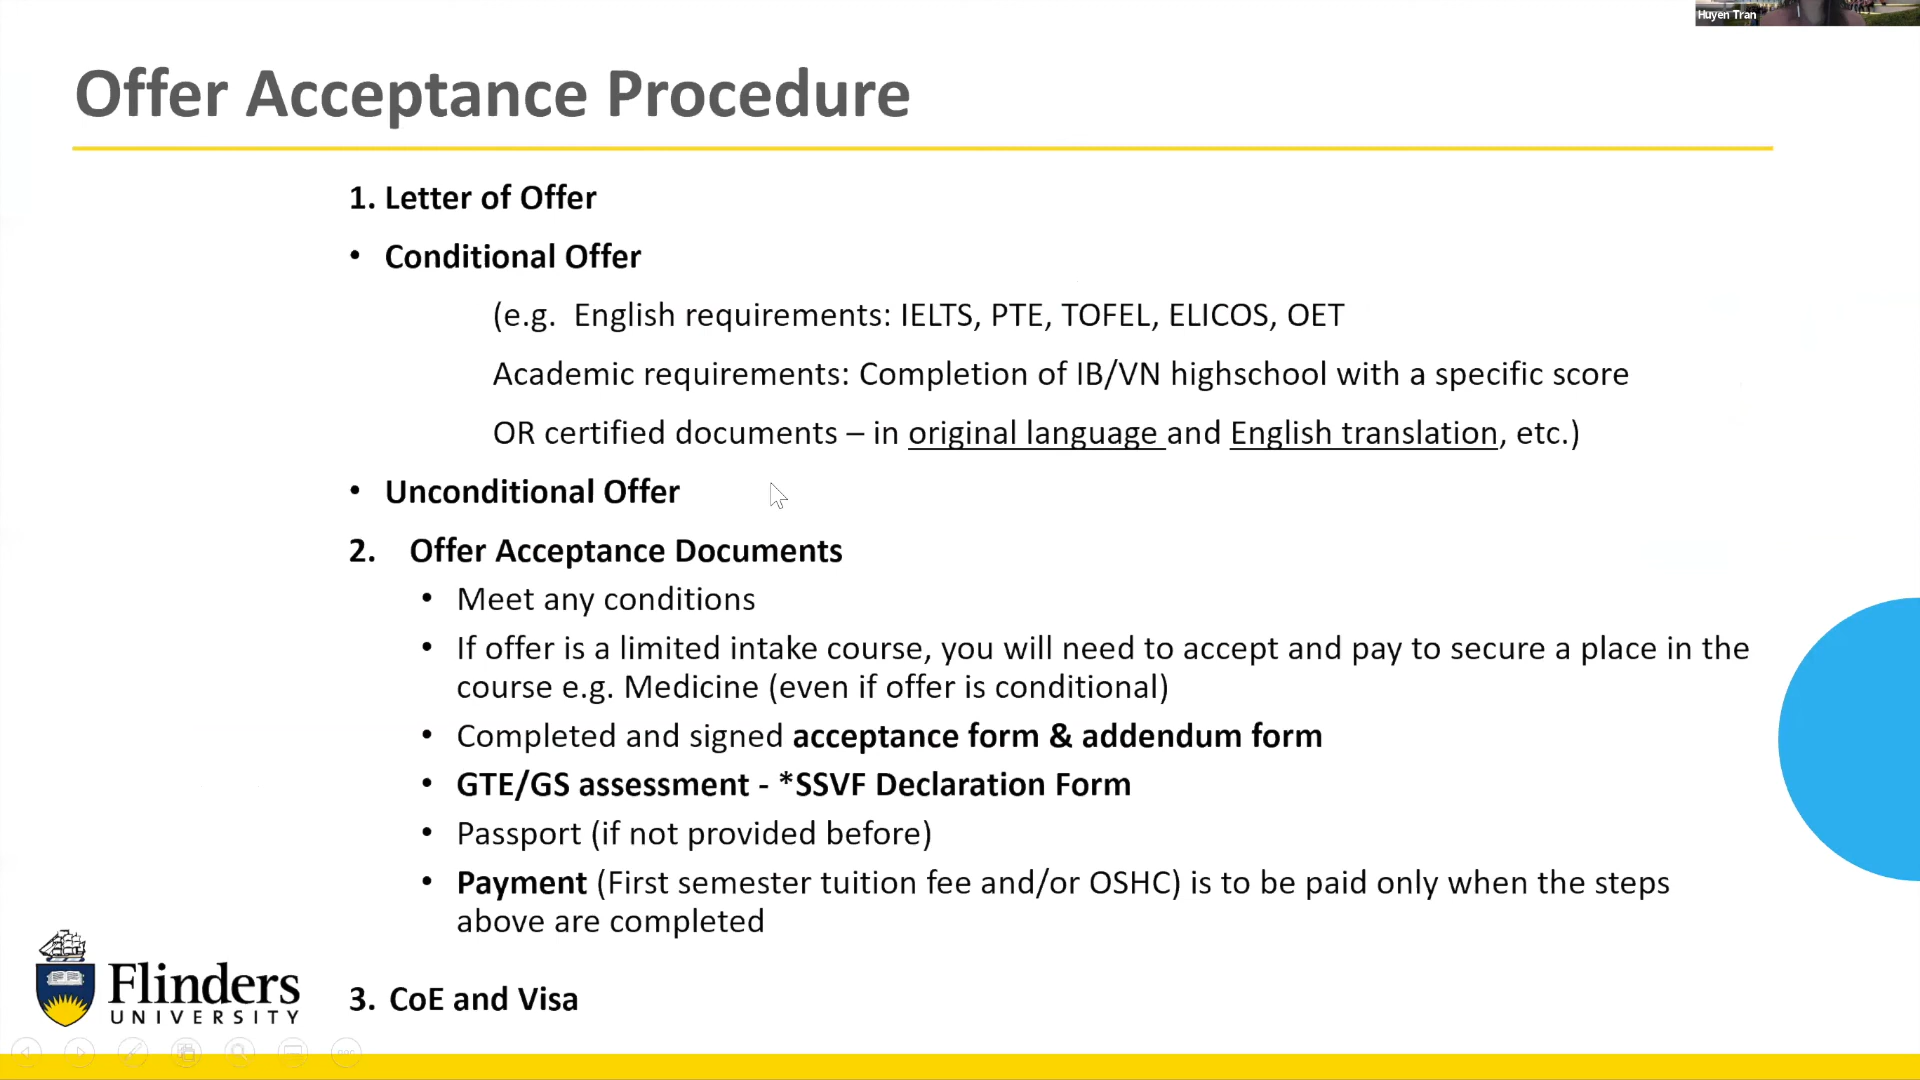 Huyen Tran
Offer Acceptance Procedure
1. Letter of Offer
• Conditional Offer
(e.g. English requirements: IELTS, PTE, TOFEL, ELICOS, OET
Academic requirements: Completion of IB/VN highschool with a specific score
OR certified documents – in original language and English translation, etc.)
• Unconditional Offer
2. Offer Acceptance Documents
• Meet any conditions
• If offer is a limited intake course, you will need to accept and pay to secure a place in the
course e.g. Medicine (even if offer is conditional)
• Completed and signed acceptance form & addendum form
• GTE/GS assessment - *SSVF Declaration Form
• Passport (if not provided before)
• Payment (First semester tuition fee and/or OSHC) is to be paid only when the steps
above are completed
3. CoE and Visa
Flinders
UNIVERSITY